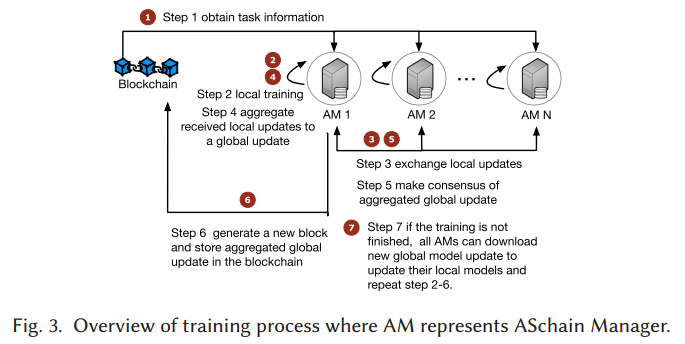 1 Step 1 obtain task information
Blockchain
2
4
Step 2 local training
Step 4 aggregate
received local updates to
a global update
AM 1
AM 2
...
AM N
3 5
Step 3 exchange local updates
Step 5 make consensus of
aggregated global update
6
Step 6 generate a new block
and store aggregated global
update in the blockchain
7 Step 7 if the training is not
finished, all AMs can download
new global model update to
update their local models and
repeat step 2-6.
Fig. 3. Overview of training process where AM represents ASchain Manager.